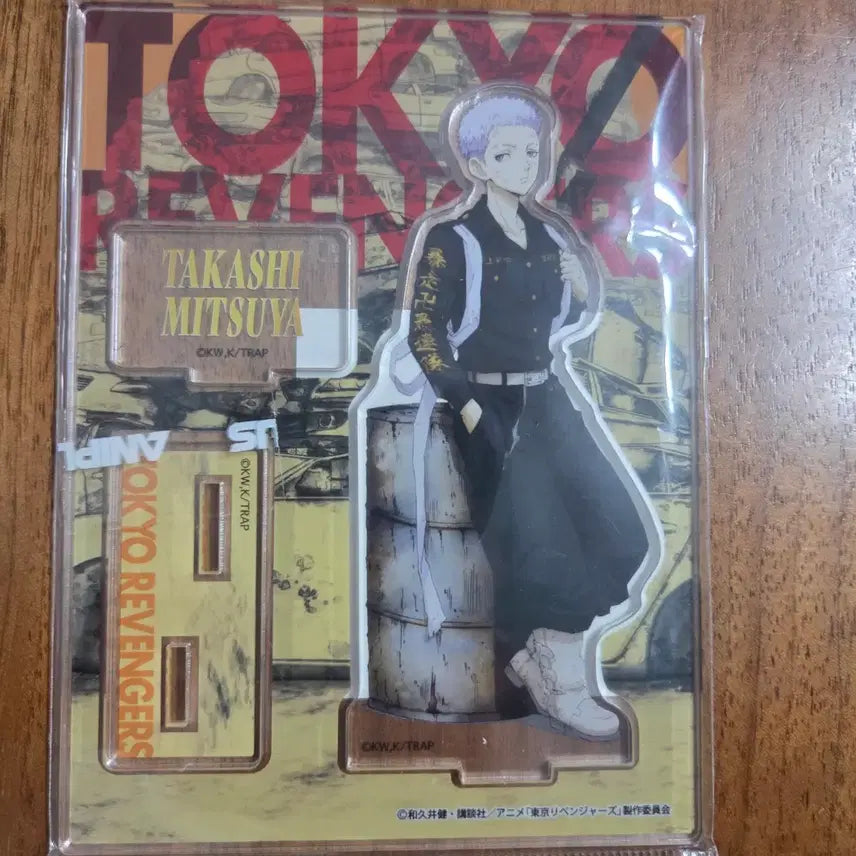 TOKYO
REVENGERS
TAKASHI
MITSUYA
©KW,K/TRAP
US
ANIPL
©KW,K/TRAP
TOKYO REVENGERS
©KW,K/TRAP
©和久井健・講談社／アニメ「東京リベンジャーズ」製作委員会